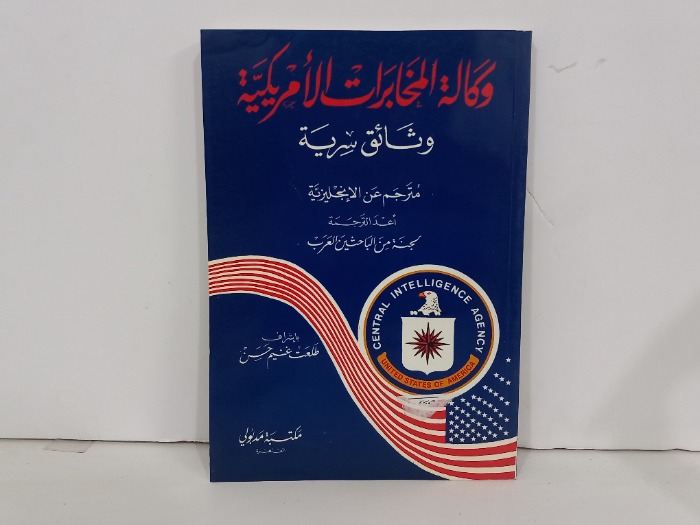 وكالة المخابرات الأمريكية
وثائق سرية
مترجم عن الإنجليزية
أعد الترجمة
لجنة من الباحثين العرب
CENTRAL INTELLIGENCE AGENCY
UNITED STATES OF AMERICA
بإشراف
طلعت غنيم حسن
مكتبة مدبولي
القاهرة